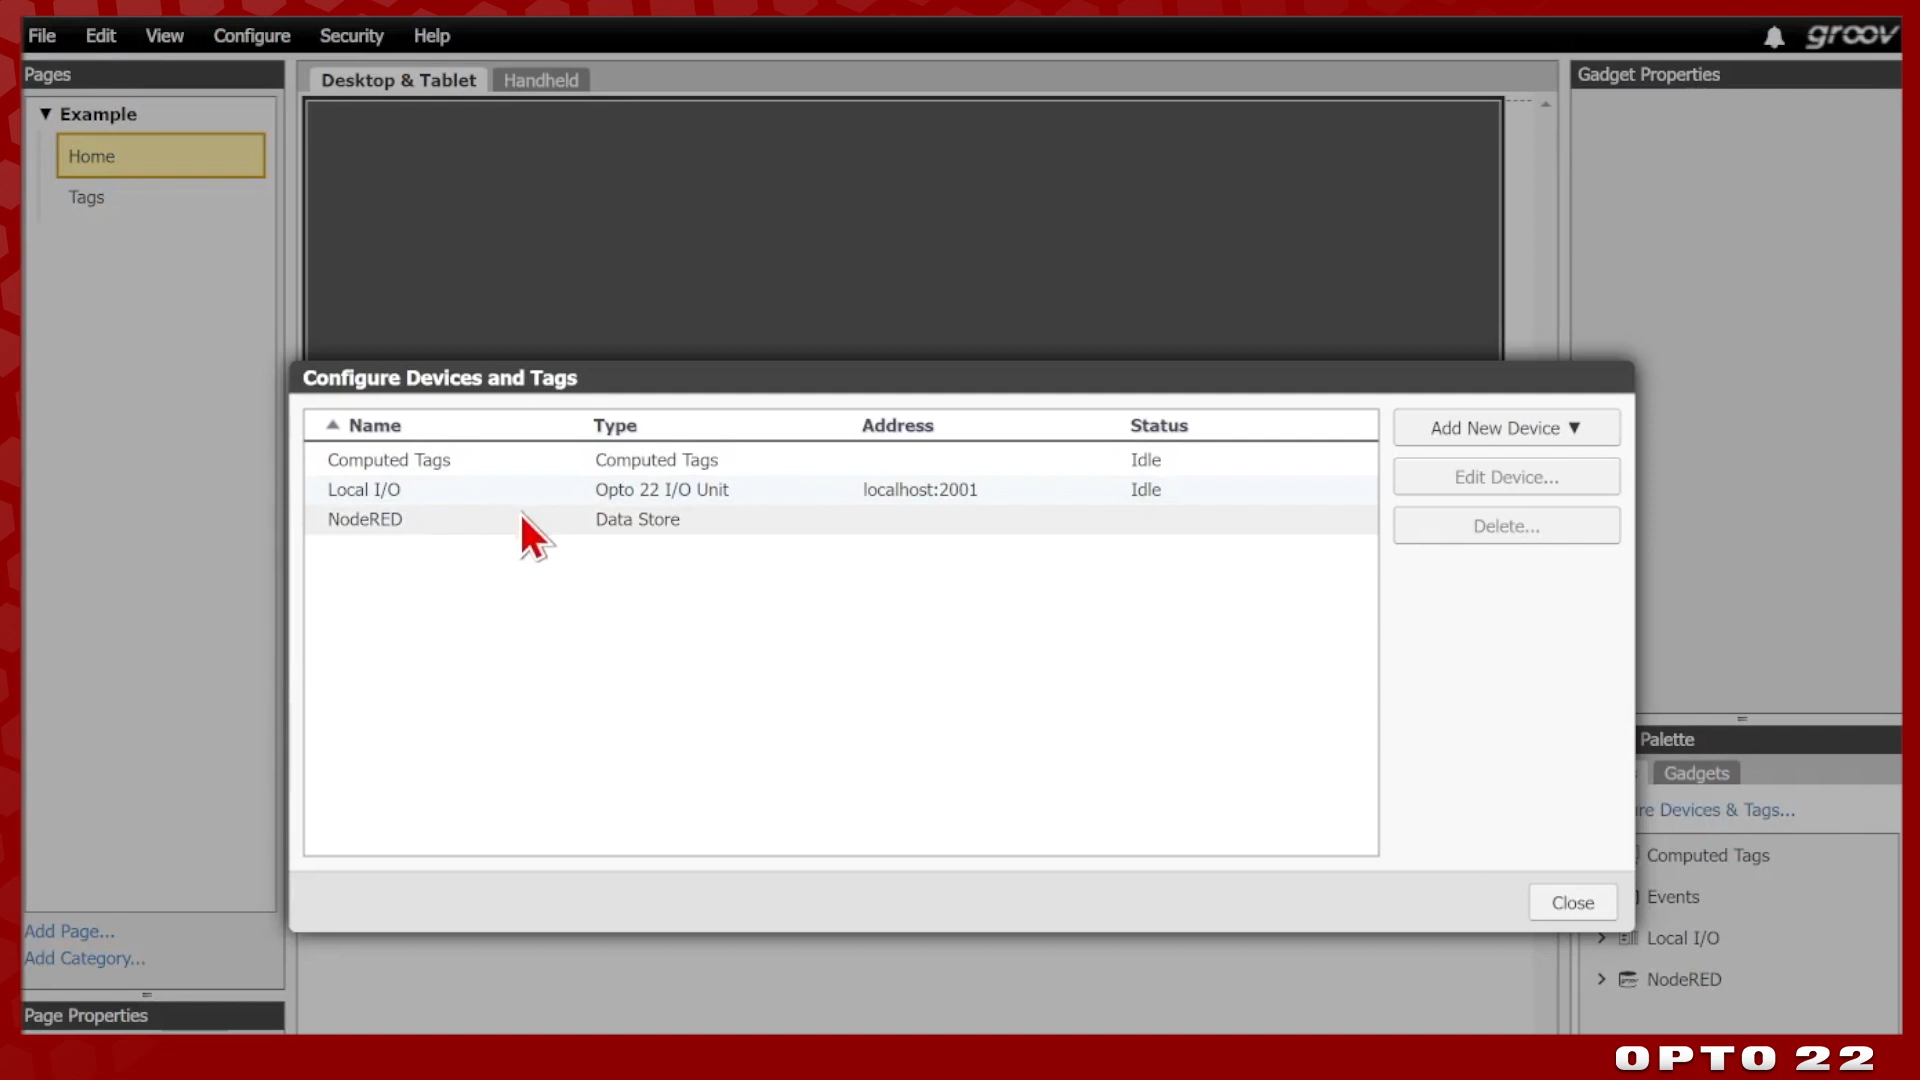 File Edit View Configure Security Help groov
Pages
Desktop & Tablet Handheld
Gadget Properties
▼ Example
Home
Tags
Configure Devices and Tags
Name Type Address Status
Computed Tags Computed Tags Idle
Local I/O Opto 22 I/O Unit localhost:2001 Idle
NodeRED Data Store
Add New Device ▼
Edit Device...
Delete...
Close
Palette
Gadgets
re Devices & Tags...
Computed Tags
Events
Local I/O
NodeRED
Add Page...
Add Category...
Page Properties
OPTO 22